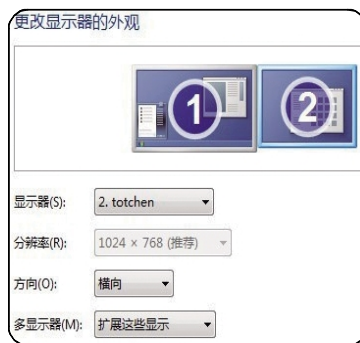 更改显示器的外观
1
2
显示器(S): 2. totchen
分辨率(R): 1024 × 768 (推荐)
方向(O): 横向
多显示器(M): 扩展这些显示